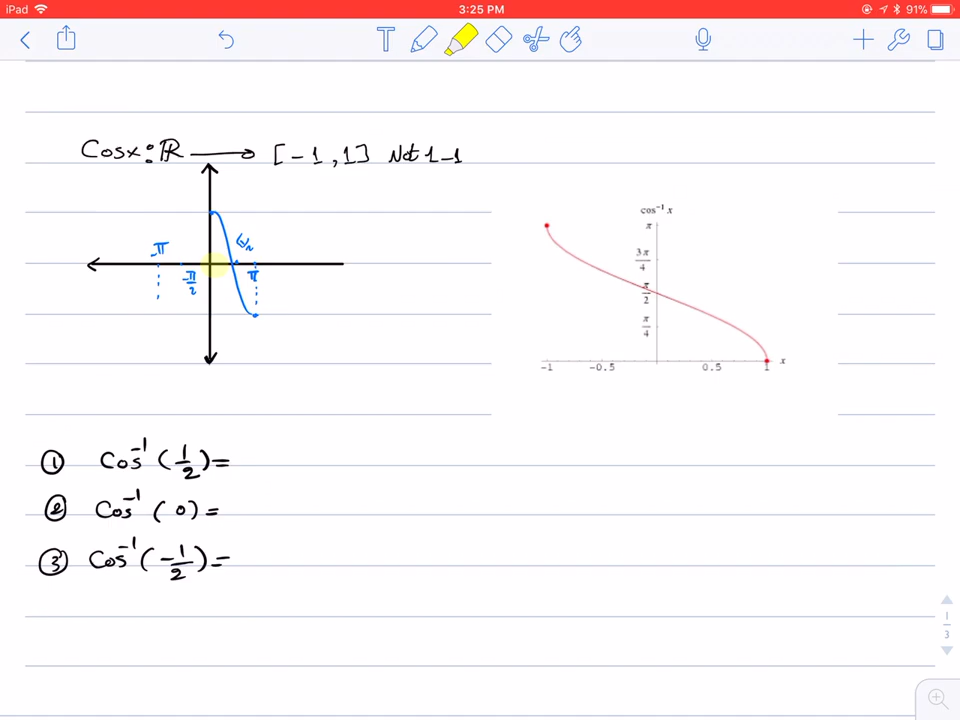 iPad 3:25 PM 91%
Cosx: ℝ ⟶ [-1, 1] Not 1-1
cos⁻¹ x
π
3π/4
π/2
π/4
-1 -0.5 0.5 1 x
-π
-π/2
π/2
π
① Cos⁻¹ (1/2) =
② Cos⁻¹ (0) =
③ Cos⁻¹ (-1/2) =
1
3